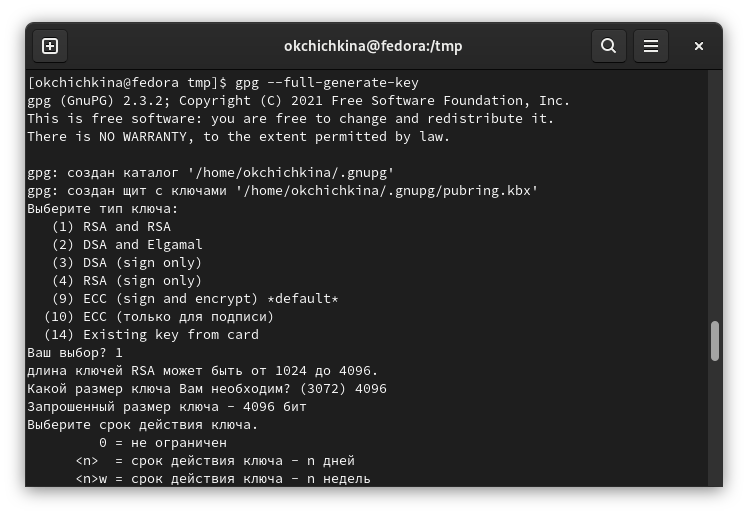 okchichkina@fedora:/tmp
[okchichkina@fedora tmp]$ gpg --full-generate-key
gpg (GnuPG) 2.3.2; Copyright (C) 2021 Free Software Foundation, Inc.
This is free software: you are free to change and redistribute it.
There is NO WARRANTY, to the extent permitted by law.

gpg: создан каталог '/home/okchichkina/.gnupg'
gpg: создан щит с ключами '/home/okchichkina/.gnupg/pubring.kbx'
Выберите тип ключа:
   (1) RSA and RSA
   (2) DSA and Elgamal
   (3) DSA (sign only)
   (4) RSA (sign only)
   (9) ECC (sign and encrypt) *default*
  (10) ECC (только для подписи)
  (14) Existing key from card
Ваш выбор? 1
длина ключей RSA может быть от 1024 до 4096.
Какой размер ключа Вам необходим? (3072) 4096
Запрошенный размер ключа - 4096 бит
Выберите срок действия ключа.
         0 = не ограничен
      <n>  = срок действия ключа - n дней
      <n>w = срок действия ключа - n недель